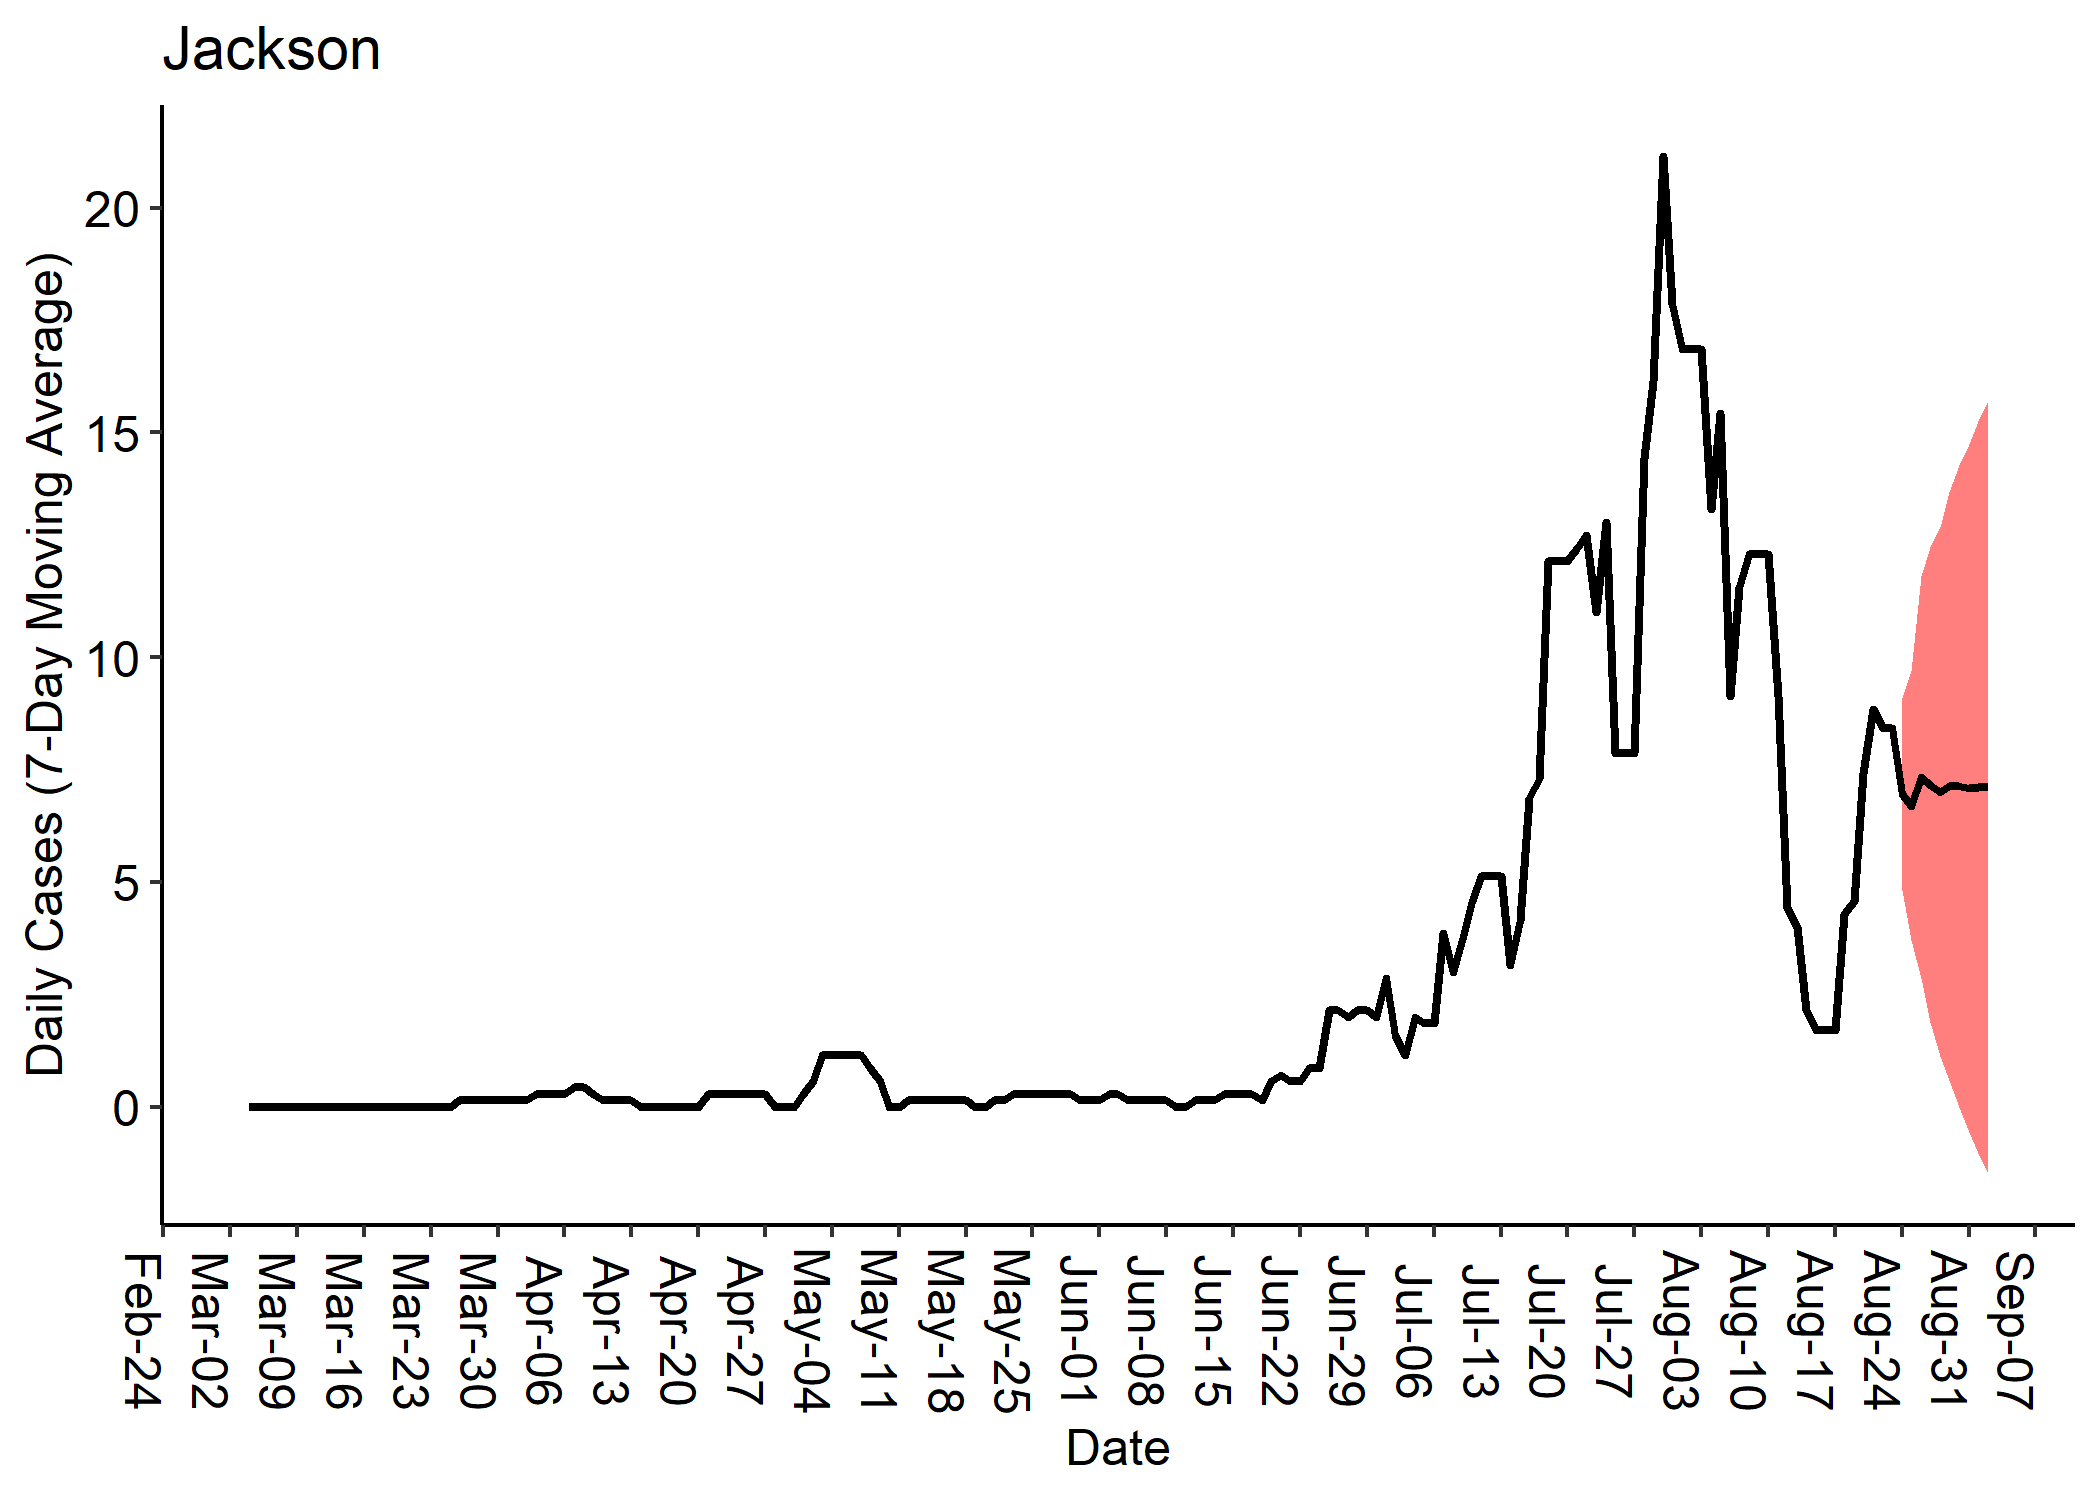 Jackson
Daily Cases (7-Day Moving Average)
20
15
10
5
0
Feb-24
Mar-02
Mar-09
Mar-16
Mar-23
Mar-30
Apr-06
Apr-13
Apr-20
Apr-27
May-04
May-11
May-18
May-25
Jun-01
Jun-08
Jun-15
Jun-22
Jun-29
Jul-06
Jul-13
Jul-20
Jul-27
Aug-03
Aug-10
Aug-17
Aug-24
Aug-31
Sep-07
Date